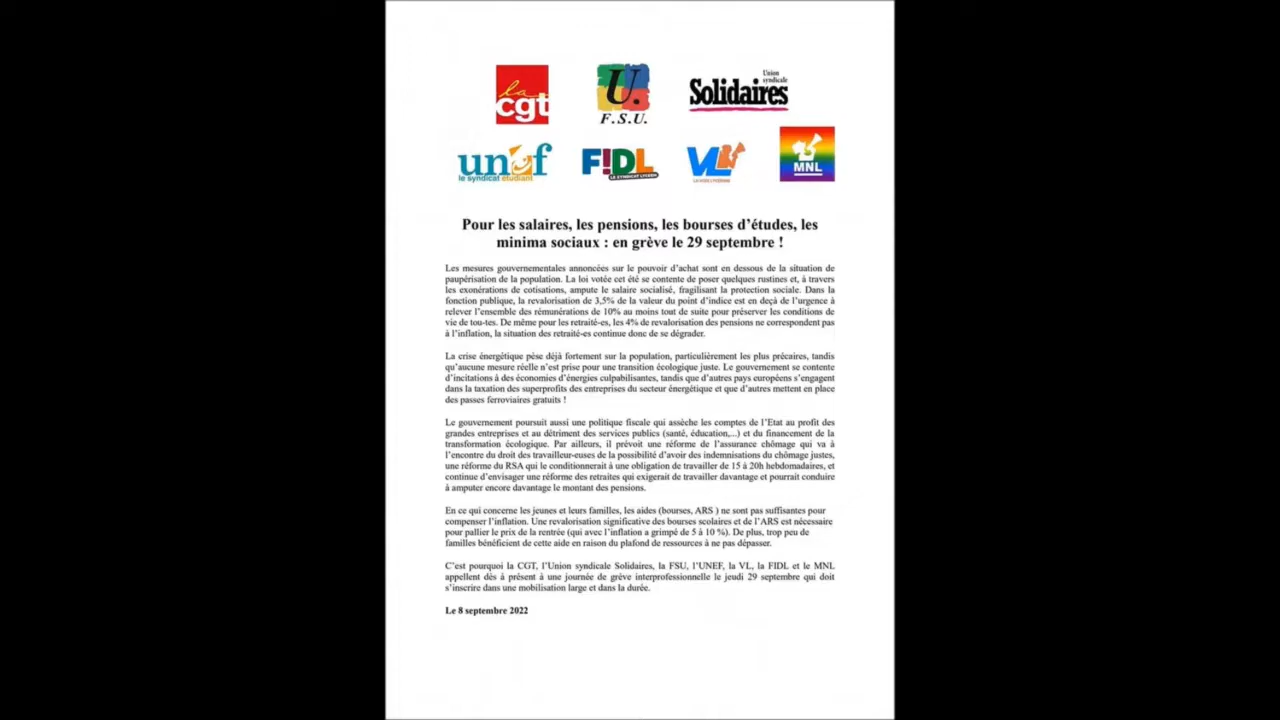 la
cgt
U.
F.S.U.
Union
syndicale
Solidaires
unef
le syndicat étudiant
F!DL
LE SYNDICAT LYCÉEN
VL
LA VOIX LYCÉENNE
MNL
Pour les salaires, les pensions, les bourses d’études, les
minima sociaux : en grève le 29 septembre !
Les mesures gouvernementales annoncées sur le pouvoir d’achat sont en dessous de la situation de
paupérisation de la population. La loi votée cet été se contente de poser quelques rustines et, à travers
les exonérations de cotisations, ampute le salaire socialisé, fragilisant la protection sociale. Dans la
fonction publique, la revalorisation de 3,5% de la valeur du point d’indice est en deçà de l’urgence à
relever l’ensemble des rémunérations de 10% au moins tout de suite pour préserver les conditions de
vie de tou-tes. De même pour les retraité-es, les 4% de revalorisation des pensions ne correspondent pas
à l’inflation, la situation des retraité-es continue donc de se dégrader.
La crise énergétique pèse déjà fortement sur la population, particulièrement les plus précaires, tandis
qu’aucune mesure réelle n’est prise pour une transition écologique juste. Le gouvernement se contente
d’incitations à des économies d’énergies culpabilisantes, tandis que d’autres pays européens s’engagent
dans la taxation des superprofits des entreprises du secteur énergétique et que d’autres mettent en place
des passes ferroviaires gratuits !
Le gouvernement poursuit aussi une politique fiscale qui assèche les comptes de l’Etat au profit des
grandes entreprises et au détriment des services publics (santé, éducation,...) et du financement de la
transformation écologique. Par ailleurs, il prévoit une réforme de l’assurance chômage qui va à
l’encontre du droit des travailleur-euses de la possibilité d’avoir des indemnisations du chômage justes,
une réforme du RSA qui le conditionnerait à une obligation de travailler de 15 à 20h hebdomadaires, et
continue d’envisager une réforme des retraites qui exigerait de travailler davantage et pourrait conduire
à amputer encore davantage le montant des pensions.
En ce qui concerne les jeunes et leurs familles, les aides (bourses, ARS ) ne sont pas suffisantes pour
compenser l’inflation. Une revalorisation significative des bourses scolaires et de l’ARS est nécessaire
pour pallier le prix de la rentrée (qui avec l’inflation a grimpé de 5 à 10 %). De plus, trop peu de
familles bénéficient de cette aide en raison du plafond de ressources à ne pas dépasser.
C’est pourquoi la CGT, l’Union syndicale Solidaires, la FSU, l’UNEF, la VL, la FIDL et le MNL
appellent dès à présent à une journée de grève interprofessionnelle le jeudi 29 septembre qui doit
s’inscrire dans une mobilisation large et dans la durée.
Le 8 septembre 2022